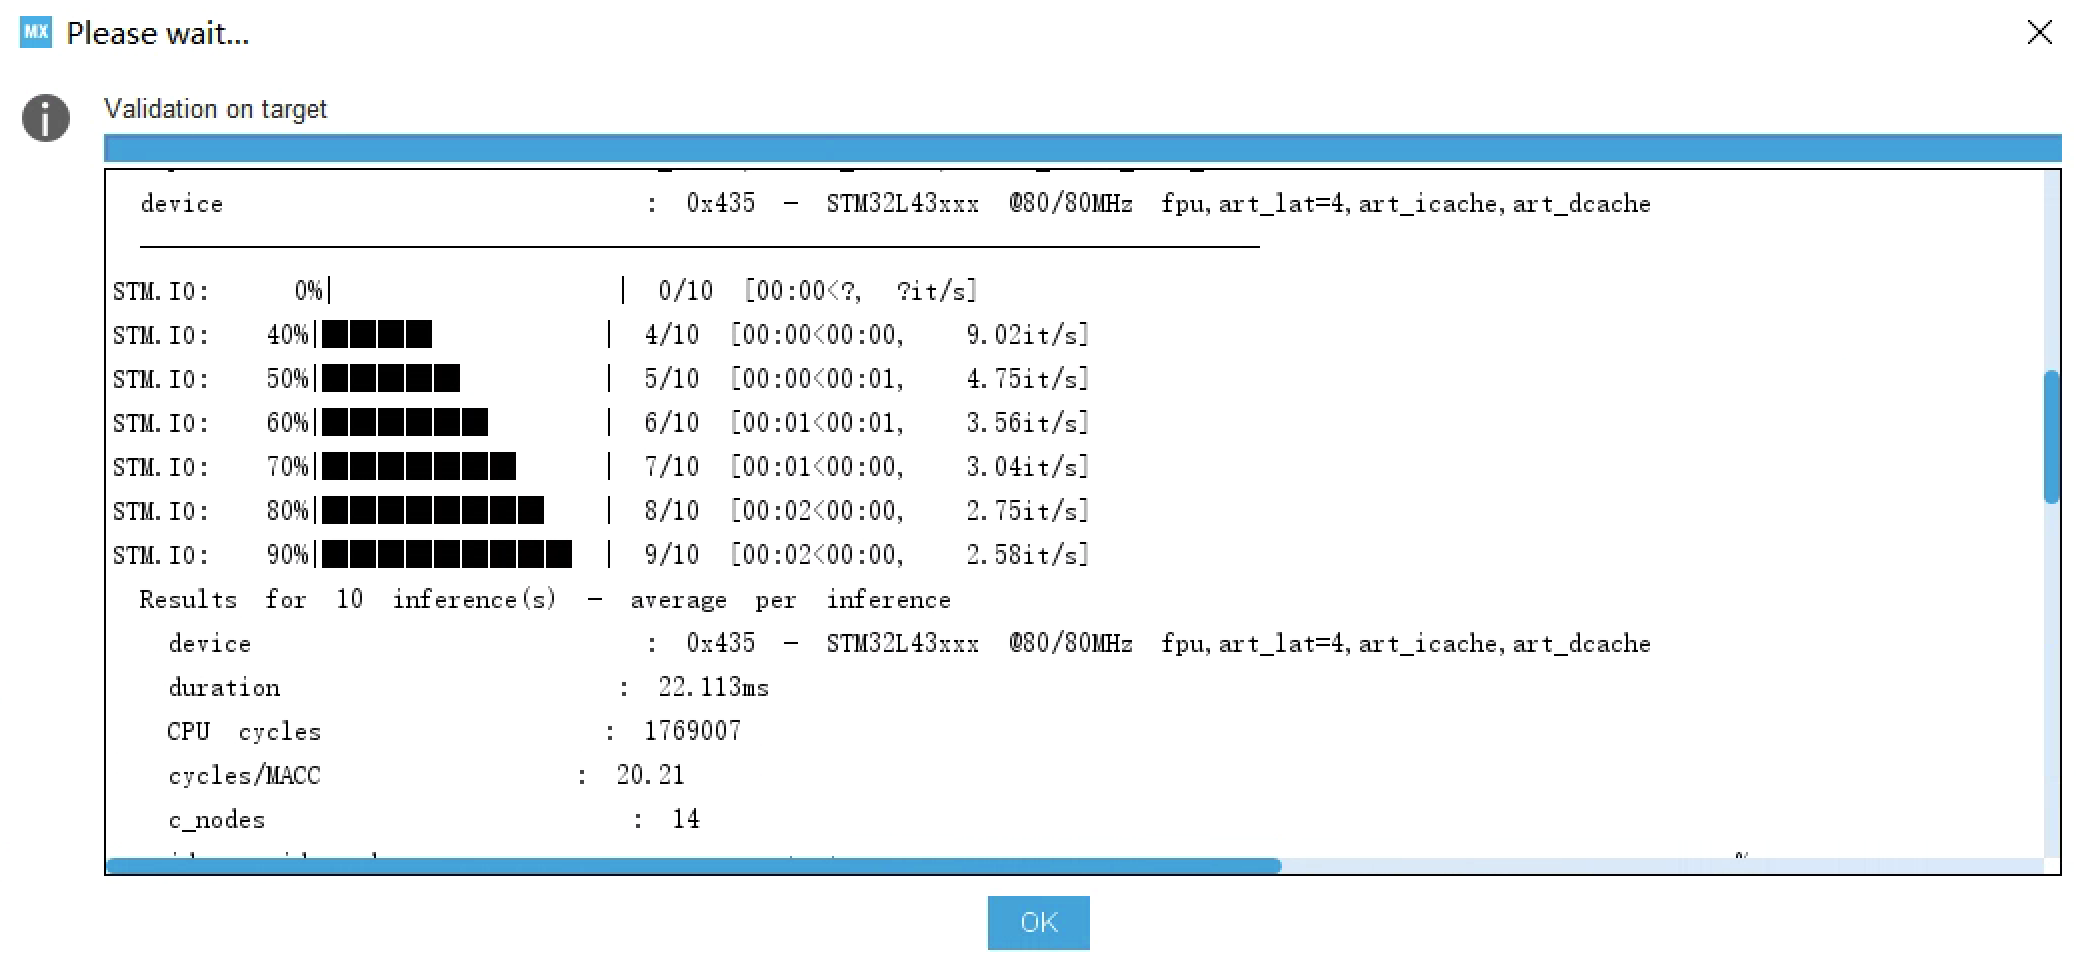 MX Please wait...
Validation on target
device : 0x435 - STM32L43xxx @80/80MHz fpu,art_lat=4,art_icache,art_dcache
STM.IO: 0%| | 0/10 [00:00<?, ?it/s]
STM.IO: 40%|████ | 4/10 [00:00<00:00, 9.02it/s]
STM.IO: 50%|█████ | 5/10 [00:00<00:01, 4.75it/s]
STM.IO: 60%|██████ | 6/10 [00:01<00:01, 3.56it/s]
STM.IO: 70%|███████ | 7/10 [00:01<00:00, 3.04it/s]
STM.IO: 80%|████████ | 8/10 [00:02<00:00, 2.75it/s]
STM.IO: 90%|█████████ | 9/10 [00:02<00:00, 2.58it/s]
Results for 10 inference(s) - average per inference
device : 0x435 - STM32L43xxx @80/80MHz fpu,art_lat=4,art_icache,art_dcache
duration : 22.113ms
CPU cycles : 1769007
cycles/MACC : 20.21
c_nodes : 14
OK